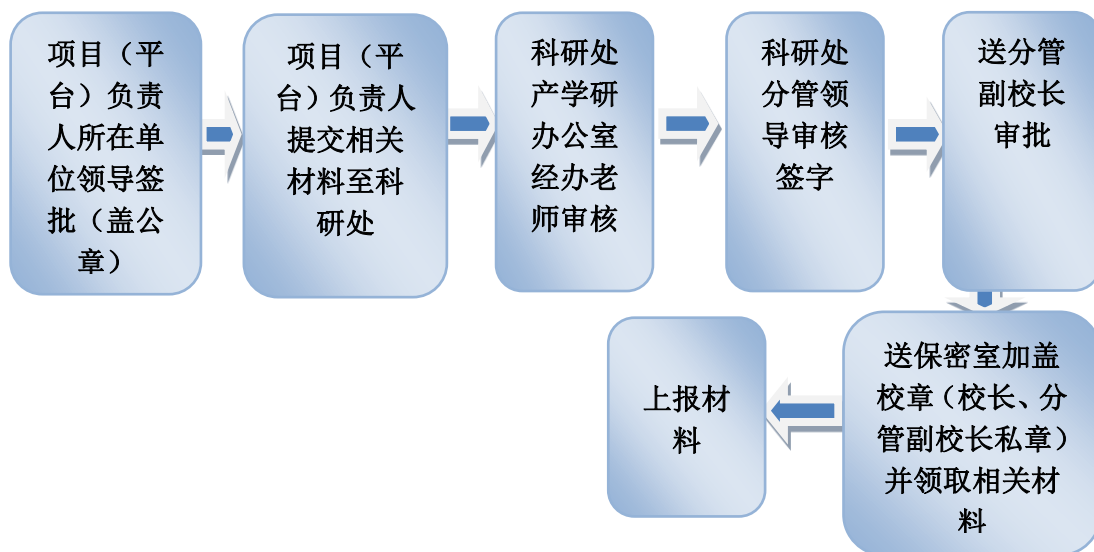 项目（平
台）负责
人所在单
位领导签
批（盖公
章）
项目（平
台）负责人
提交相关
材料至科
研处
科研处
产学研
办公室
经办老
师审核
科研处
分管领
导审核
签字
送分管
副校长
审批
送保密室加盖
校章（校长、分
管副校长私章）
并领取相关材
料
上报材
料